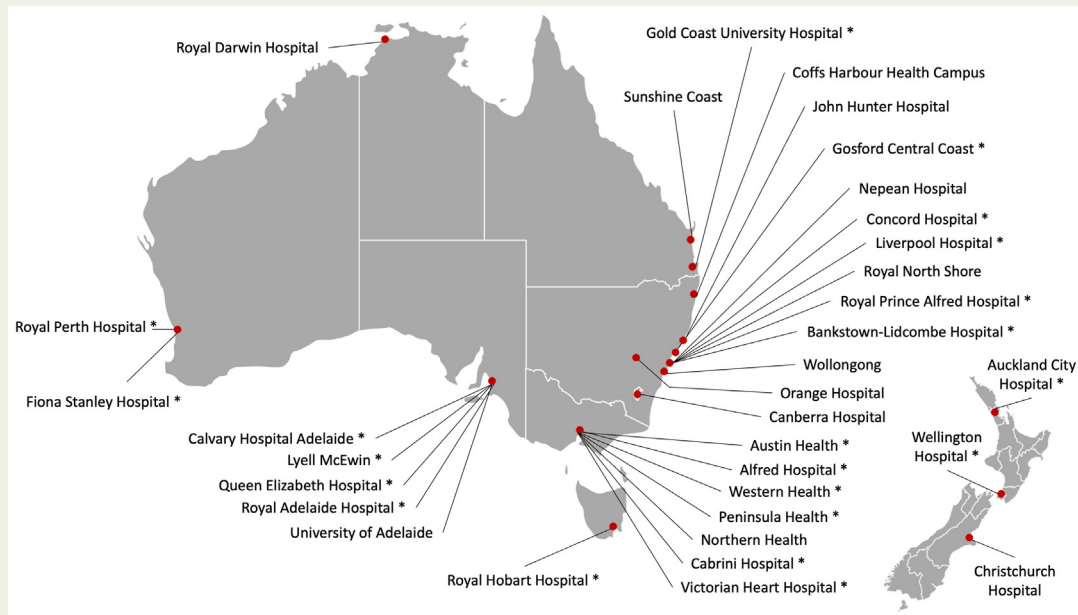 Royal Darwin Hospital
Gold Coast University Hospital *
Coffs Harbour Health Campus
Sunshine Coast
John Hunter Hospital
Gosford Central Coast *
Nepean Hospital
Concord Hospital *
Liverpool Hospital *
Royal North Shore
Royal Prince Alfred Hospital *
Bankstown-Lidcombe Hospital *
Wollongong
Orange Hospital
Canberra Hospital
Royal Perth Hospital *
Fiona Stanley Hospital *
Calvary Hospital Adelaide *
Lyell McEwin *
Queen Elizabeth Hospital *
Royal Adelaide Hospital *
University of Adelaide
Austin Health *
Alfred Hospital *
Western Health *
Peninsula Health *
Northern Health
Cabrini Hospital *
Victorian Heart Hospital *
Royal Hobart Hospital *
Auckland City
Hospital *
Wellington
Hospital *
Christchurch
Hospital